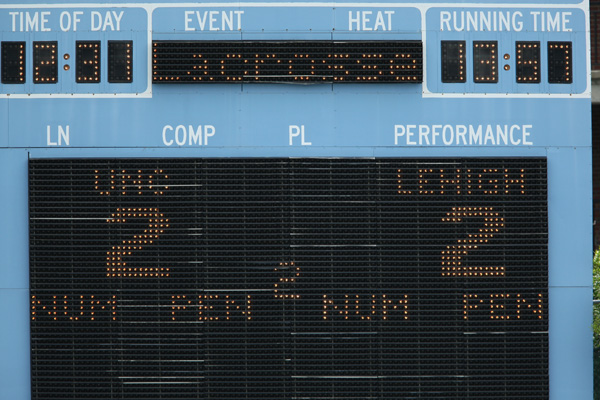 TIME OF DAY EVENT HEAT RUNNING TIME
12:31 Lacrosse 13:57
LN COMP PL PERFORMANCE
UNC LEHIGH
2 2 2
NUM PEN NUM PEN